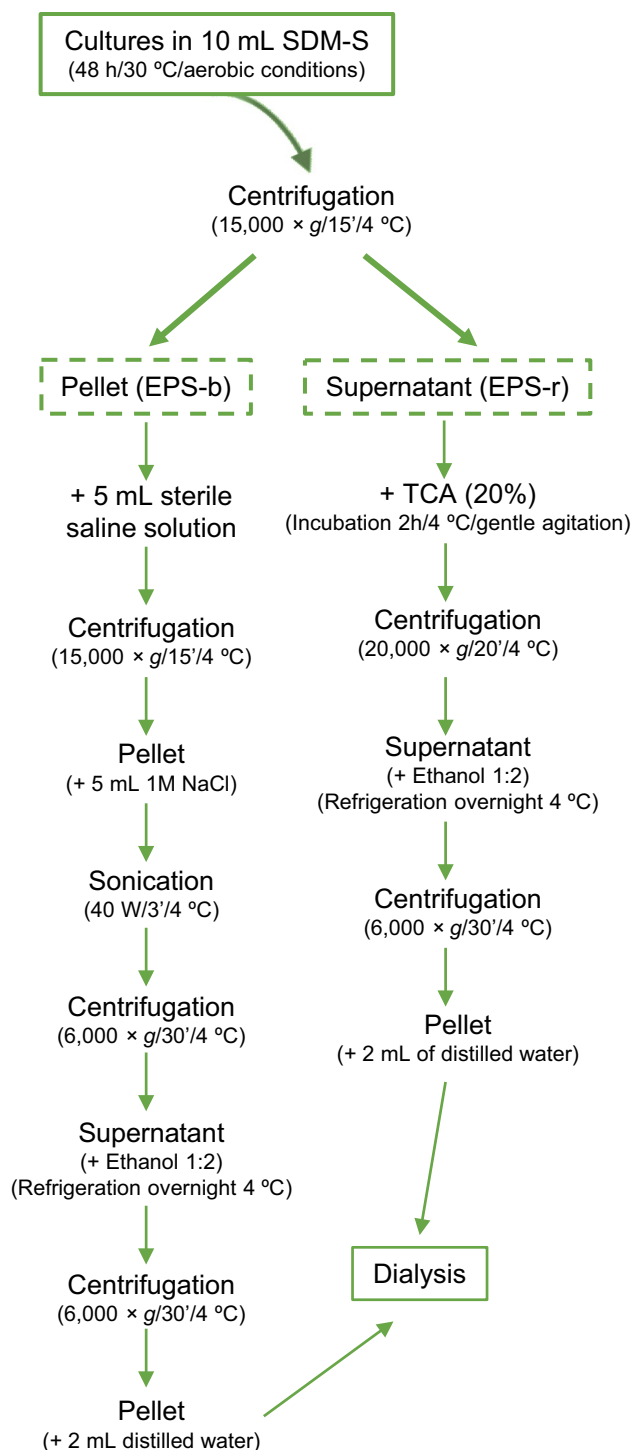 Cultures in 10 mL SDM-S
(48 h/30 ºC/aerobic conditions)
Centrifugation
(15,000 × g/15’/4 ºC)
Pellet (EPS-b)
+ 5 mL sterile
saline solution
Centrifugation
(15,000 × g/15’/4 ºC)
Pellet
(+ 5 mL 1M NaCl)
Sonication
(40 W/3’/4 ºC)
Centrifugation
(6,000 × g/30’/4 ºC)
Supernatant
(+ Ethanol 1:2)
(Refrigeration overnight 4 ºC)
Centrifugation
(6,000 × g/30’/4 ºC)
Pellet
(+ 2 mL distilled water)
Supernatant (EPS-r)
+ TCA (20%)
(Incubation 2h/4 ºC/gentle agitation)
Centrifugation
(20,000 × g/20’/4 ºC)
Supernatant
(+ Ethanol 1:2)
(Refrigeration overnight 4 ºC)
Centrifugation
(6,000 × g/30’/4 ºC)
Pellet
(+ 2 mL of distilled water)
Dialysis